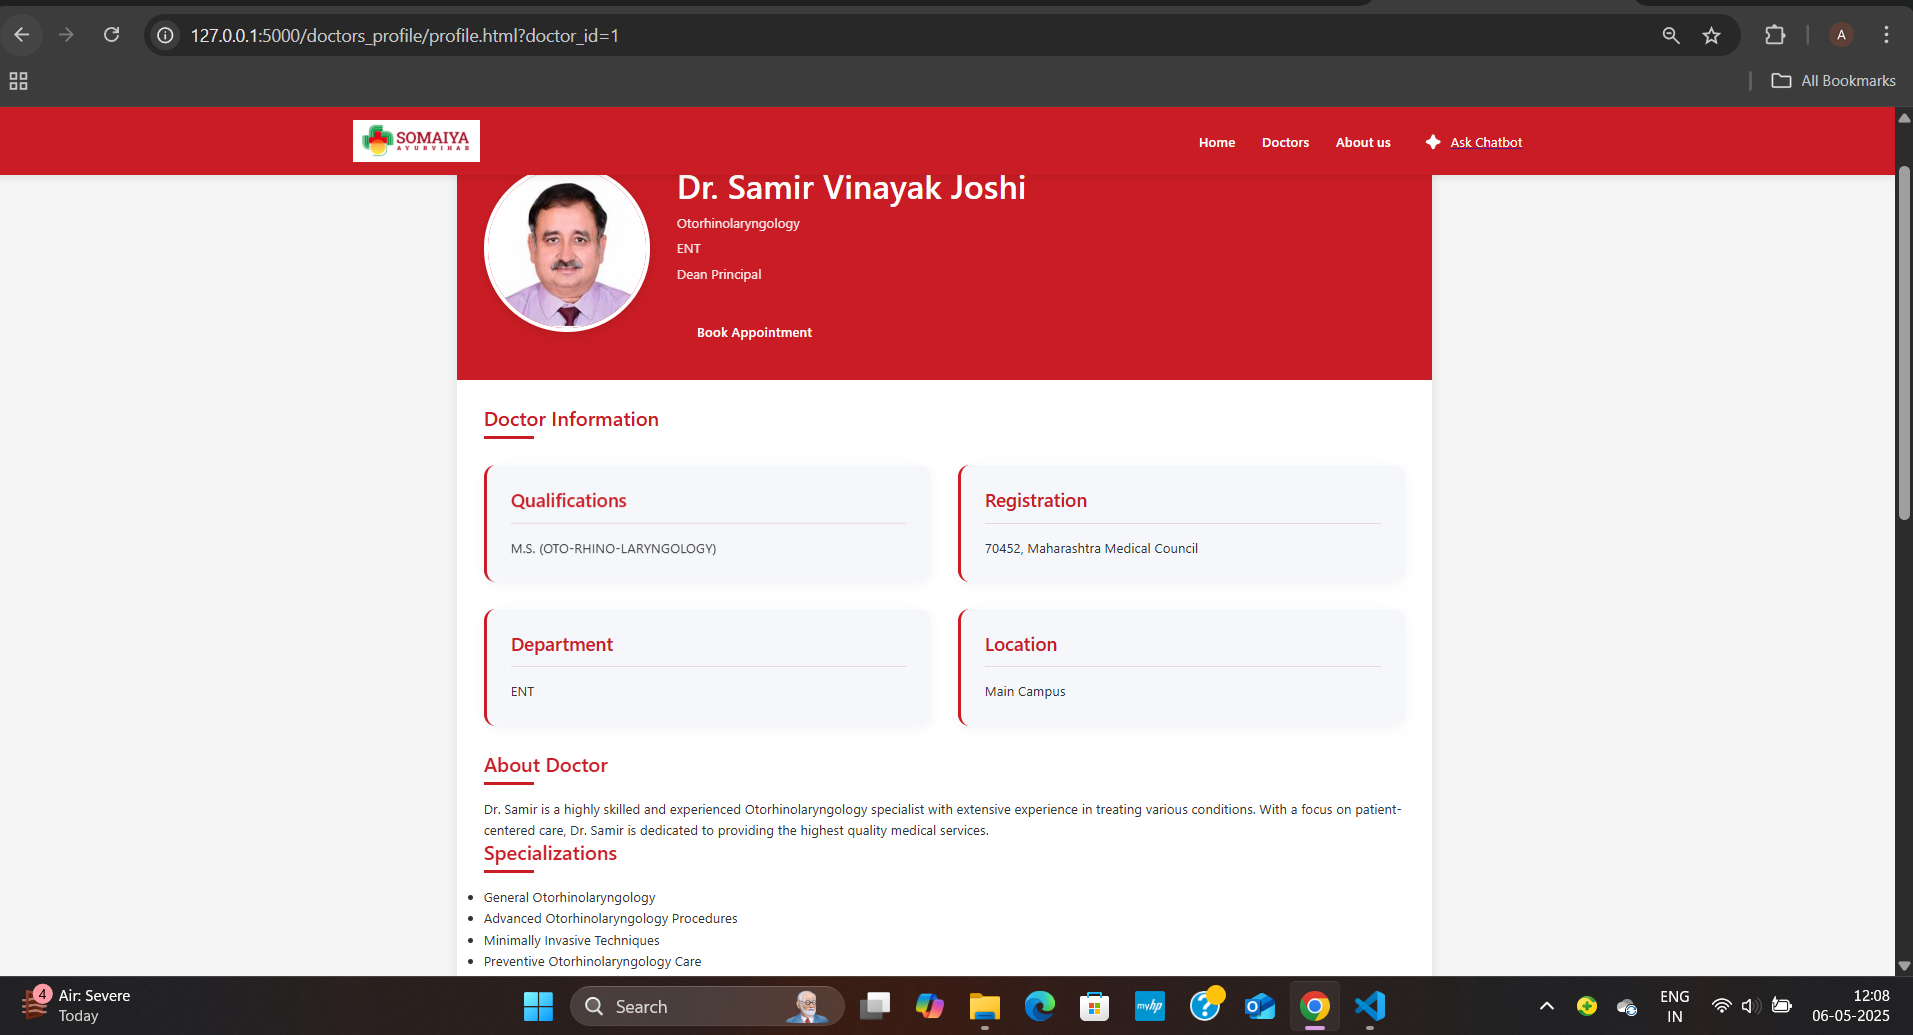 127.0.0.1:5000/doctors_profile/profile.html?doctor_id=1
A
All Bookmarks
SOMAIYA
AYURVIHAR
Home
Doctors
About us
Ask Chatbot
Dr. Samir Vinayak Joshi
Otorhinolaryngology
ENT
Dean Principal
Book Appointment
Doctor Information
Qualifications
M.S. (OTO-RHINO-LARYNGOLOGY)
Registration
70452, Maharashtra Medical Council
Department
ENT
Location
Main Campus
About Doctor
Dr. Samir is a highly skilled and experienced Otorhinolaryngology specialist with extensive experience in treating various conditions. With a focus on patient-
centered care, Dr. Samir is dedicated to providing the highest quality medical services.
Specializations
General Otorhinolaryngology
Advanced Otorhinolaryngology Procedures
Minimally Invasive Techniques
Preventive Otorhinolaryngology Care
4
Air: Severe
Today
Search
myhp
ENG
IN
12:08
06-05-2025